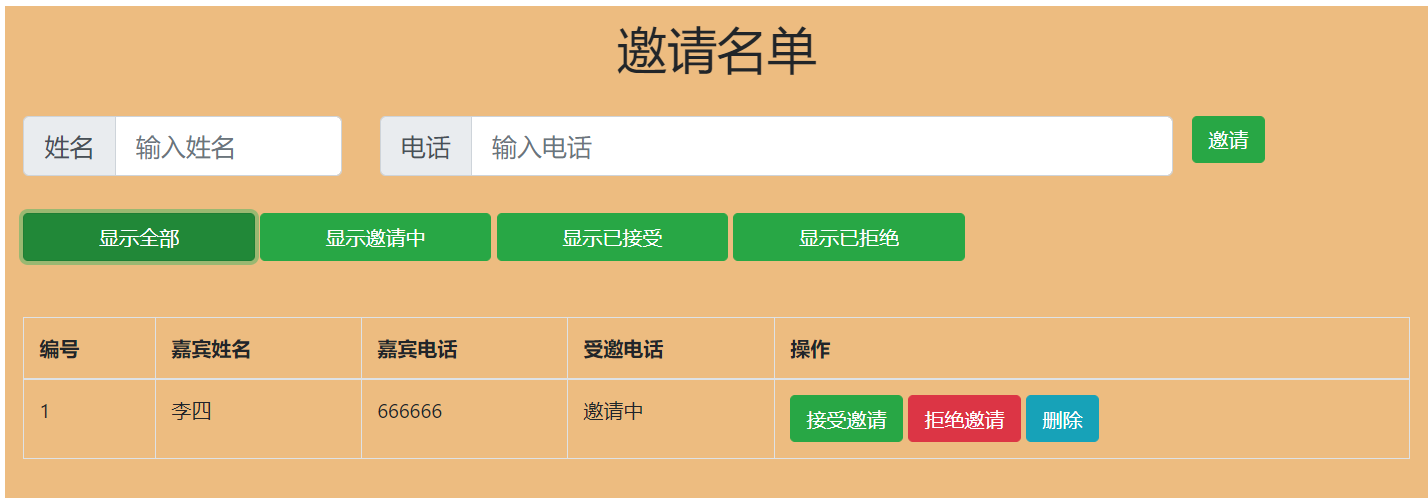 邀请名单
姓名 输入姓名 电话 输入电话 邀请
显示全部 显示邀请中 显示已接受 显示已拒绝
编号 嘉宾姓名 嘉宾电话 受邀电话 操作
1 李四 666666 邀请中 接受邀请 拒绝邀请 删除